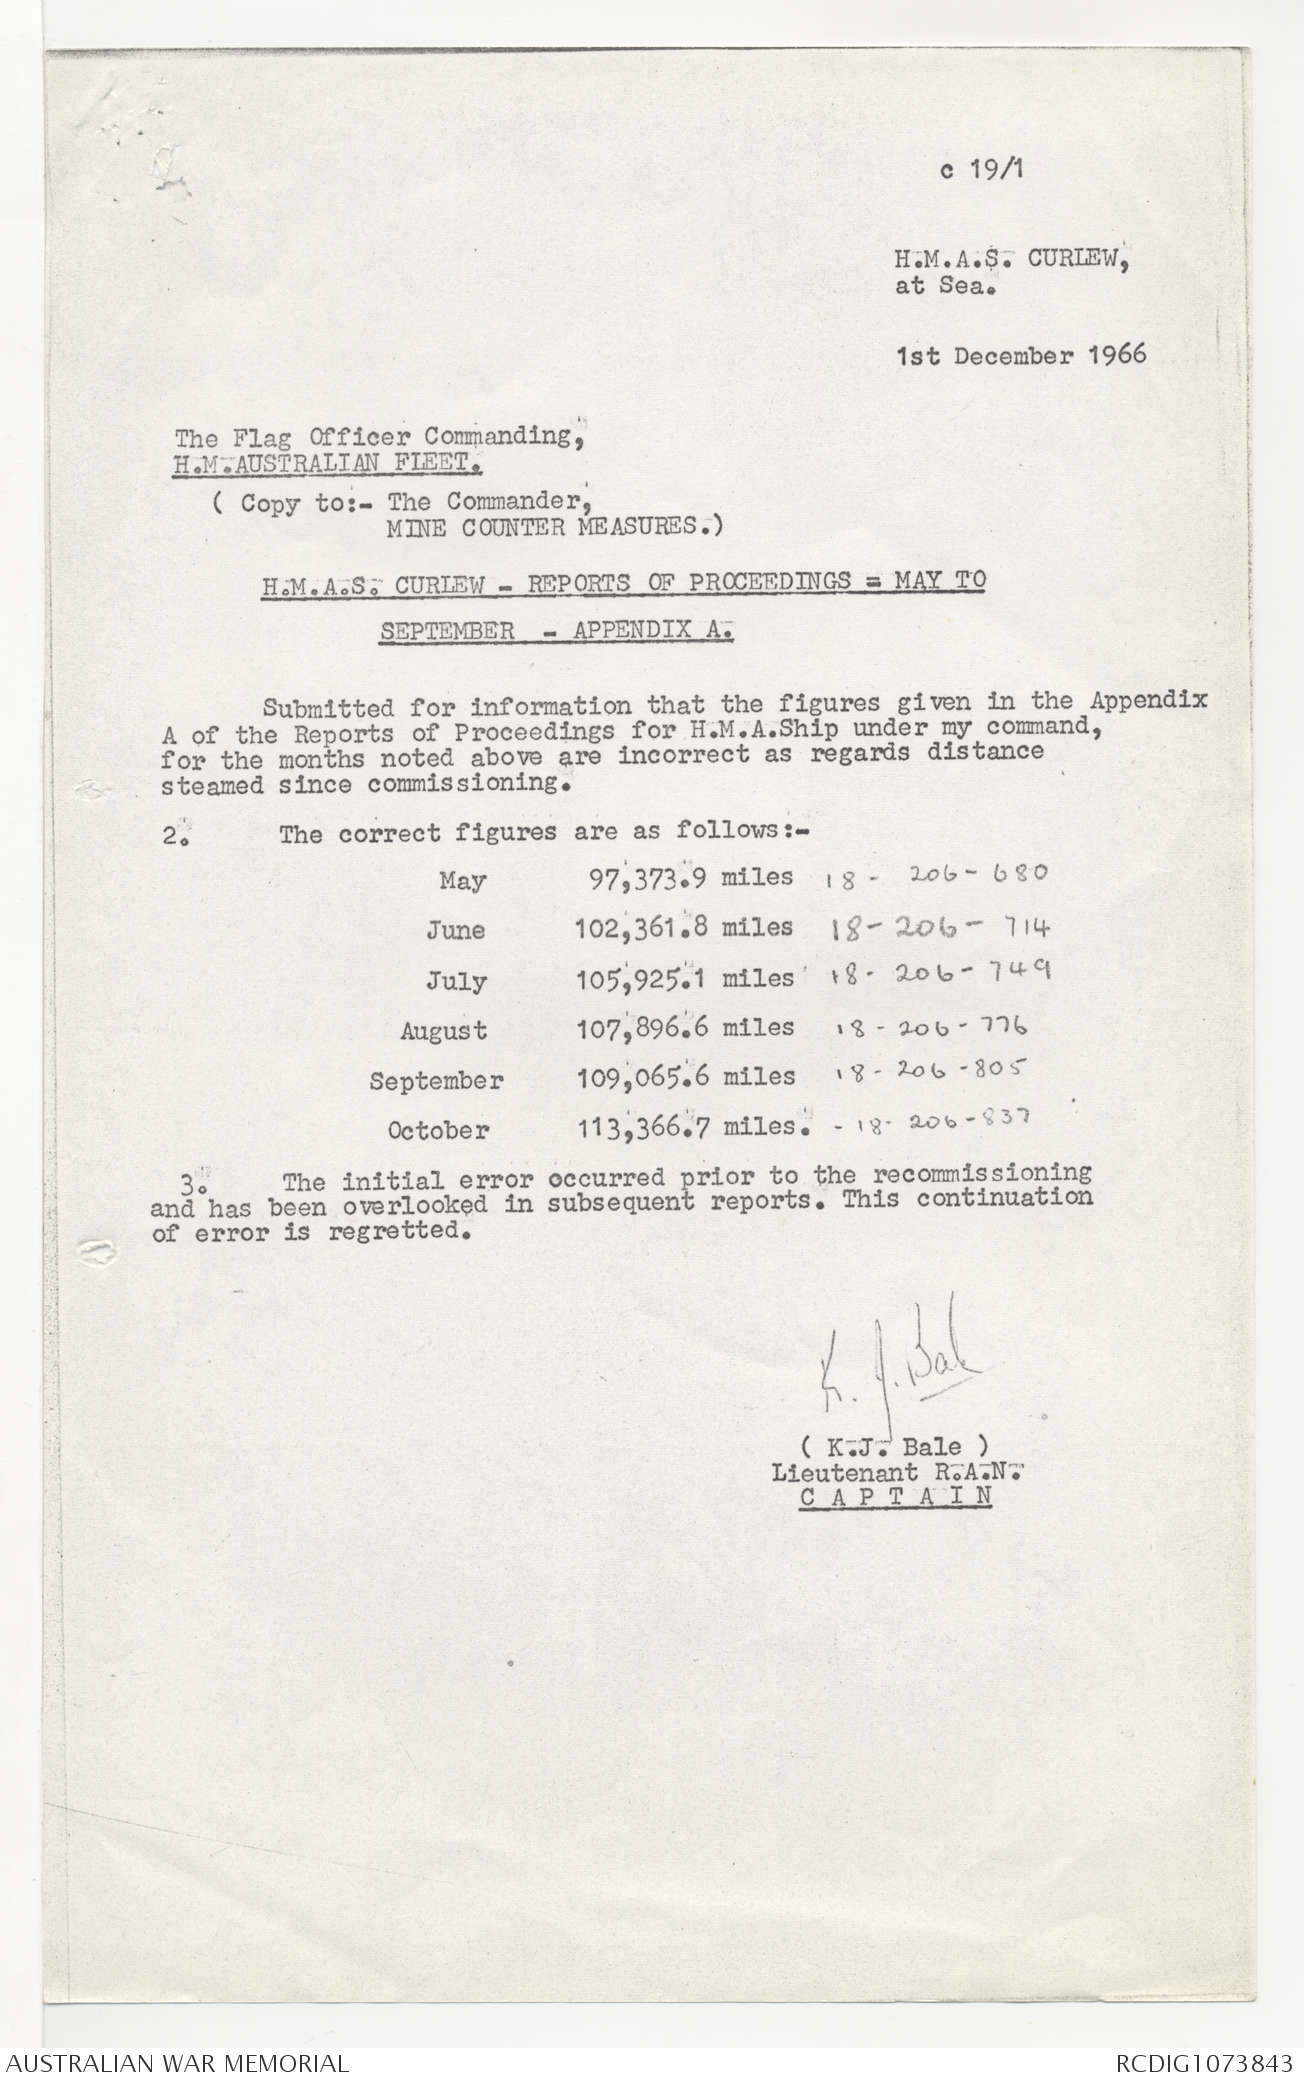 c 19/1
H.M.A.S. CURLEW,
at Sea.
1st December 1966
The Flag Officer Commanding,
H.M.AUSTRALIAN FLEET.
( Copy to:- The Commander,
MINE COUNTER MEASURES.)
H.M.A.S. CURLEW - REPORTS OF PROCEEDINGS = MAY TO
SEPTEMBER - APPENDIX A.
Submitted for information that the figures given in the Appendix
A of the Reports of Proceedings for H.M.A.Ship under my command,
for the months noted above are incorrect as regards distance
steamed since commissioning.
2. The correct figures are as follows:-
May 97,373.9 miles 18 - 206-680
June 102,361.8 miles 18-206- 714
July 105,925.1 miles 18- 206-749
August 107,896.6 miles 18-206-776
September 109,065.6 miles 18-206-805
October 113,366.7 miles. - 18- 206-837
3. The initial error occurred prior to the recommissioning
and has been overlooked in subsequent reports. This continuation
of error is regretted.
K. J. Bale
( K.J. Bale )
Lieutenant R.A.N.
C A P T A I N
AUSTRALIAN WAR MEMORIAL
RCDIG1073843